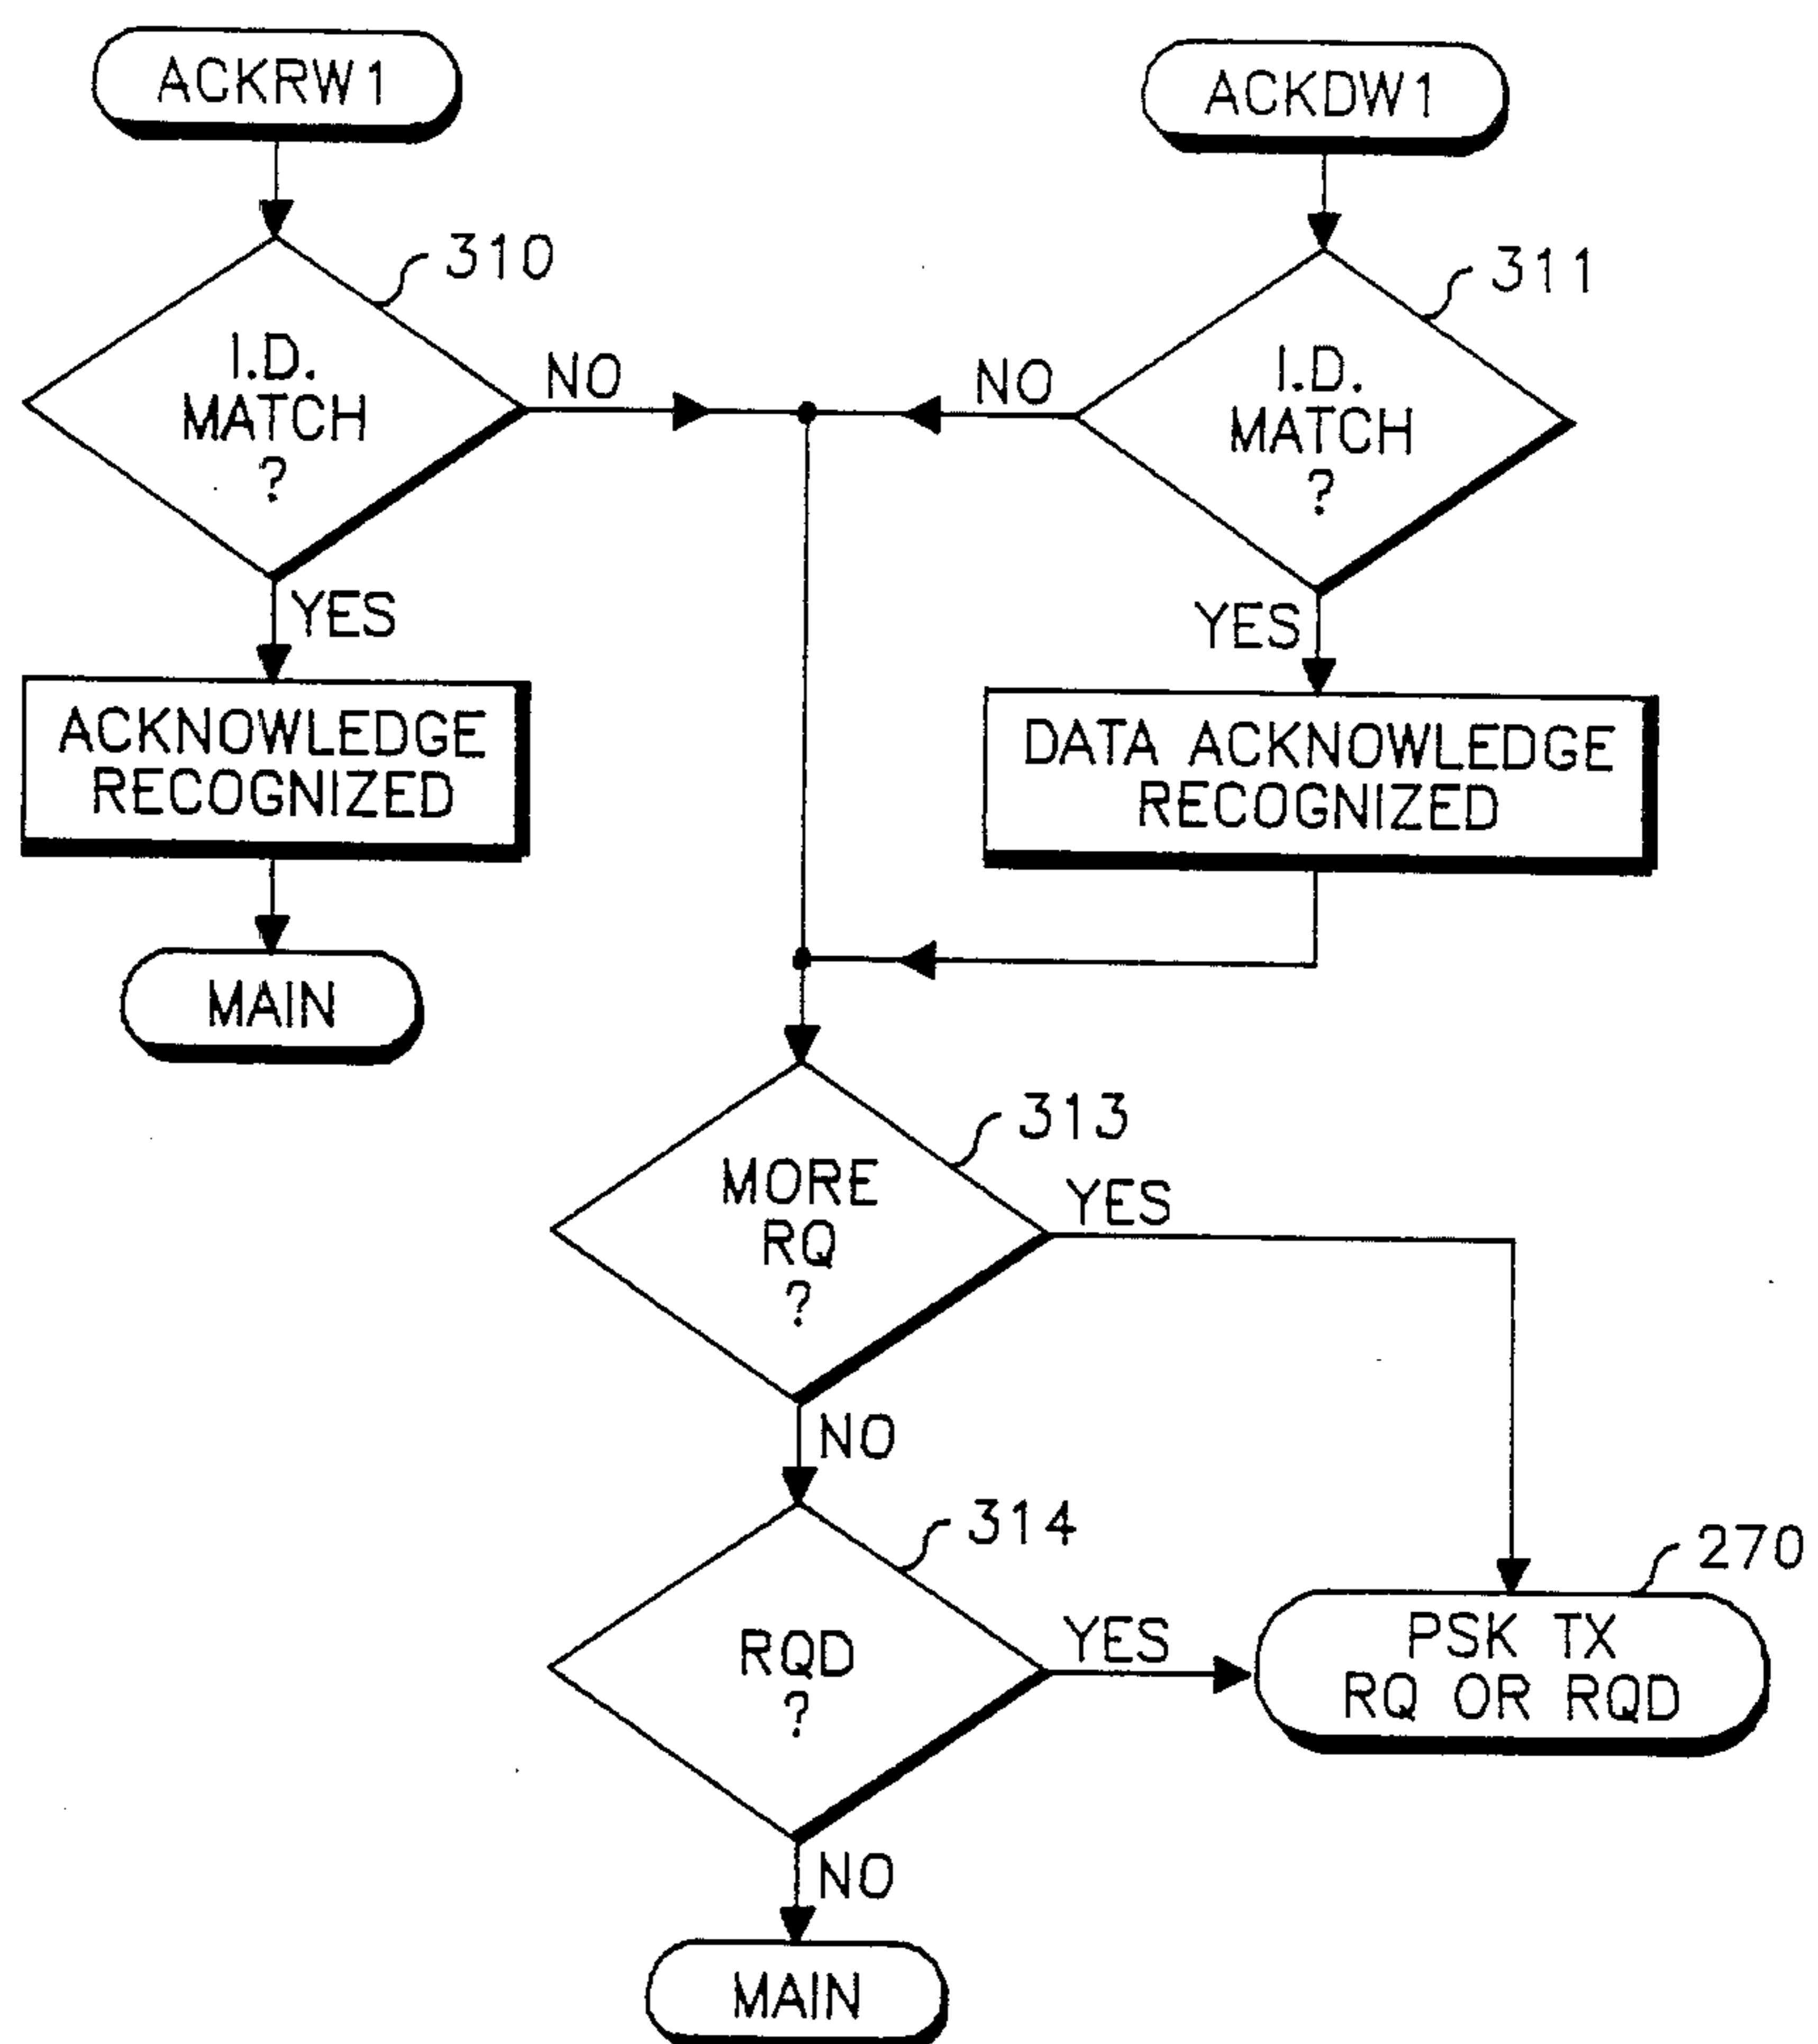 ACKRW1
ACKDW1
310
311
I.D.
MATCH
?
NO
NO
I.D.
MATCH
?
YES
YES
ACKNOWLEDGE
RECOGNIZED
DATA ACKNOWLEDGE
RECOGNIZED
MAIN
313
MORE
RQ
?
YES
NO
314
270
RQD
?
YES
PSK TX
RQ OR RQD
NO
MAIN